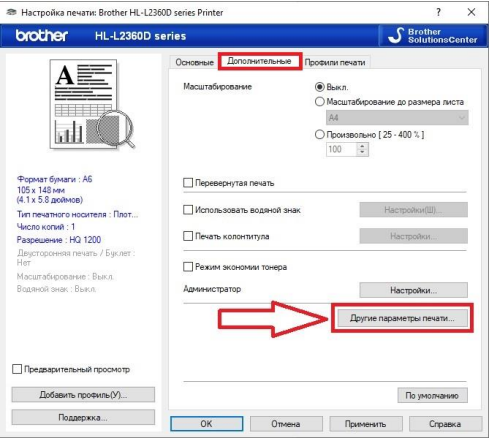 Настройка печати: Brother HL-L2360D series Printer
? X
brother HL-L2360D series
Brother
SolutionsCenter
Основные Дополнительные Профили печати
Масштабирование
Выкл.
Масштабирование до размера листа
A4
Произвольно [ 25 - 400 % ]
100
Перевернутая печать
Использовать водяной знак
Настройки(Ш)...
Печать колонтитула
Настройки...
Режим экономии тонера
Администратор
Настройки...
Другие параметры печати...
По умолчанию
A
Формат бумаги : A6
105 x 148 мм
(4.1 x 5.8 дюймов)
Тип печатного носителя : Плот...
Число копий : 1
Разрешение : HQ 1200
Двусторонняя печать / Буклет :
Нет
Масштабирование : Выкл.
Водяной знак : Выкл.
Предварительный просмотр
Добавить профиль(У)...
Поддержка...
OK Отмена Применить Справка